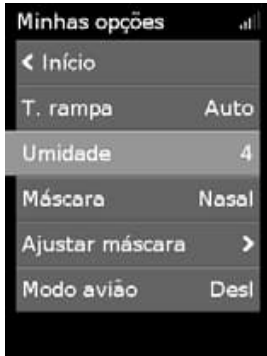 Minhas opções
Início
T. rampa Auto
Umidade 4
Máscara Nasal
Ajustar máscara
Modo avião Desl